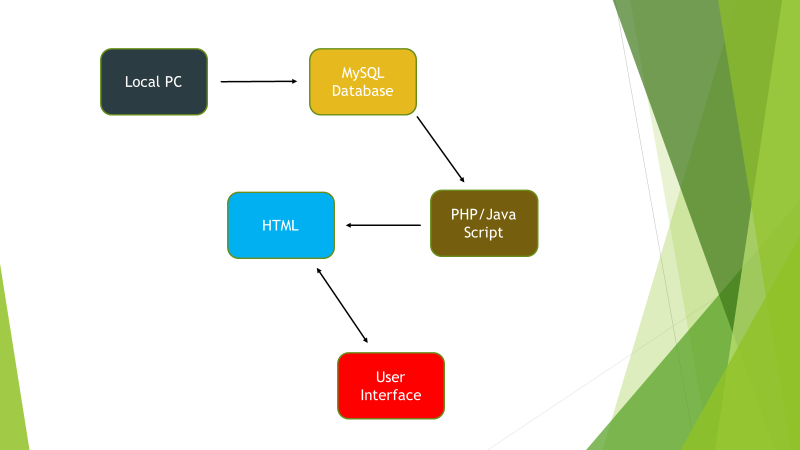 Local PC
MySQL
Database
HTML
PHP/Java
Script
User
Interface